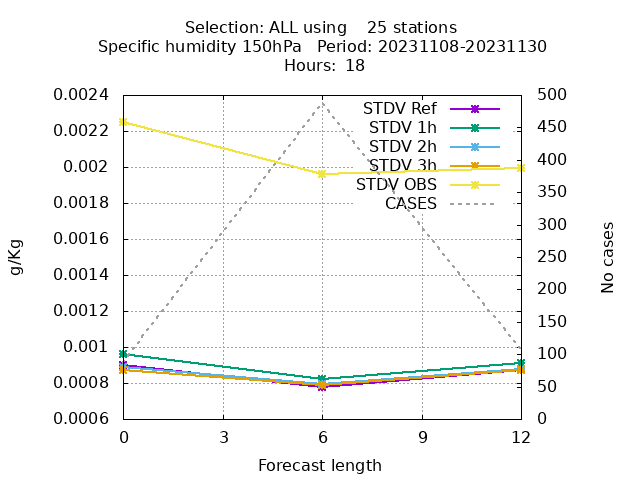 Selection: ALL using    25 stations
Specific humidity 150hPa   Period: 20231108-20231130
Hours: 18
STDV Ref
STDV 1h
STDV 2h
STDV 3h
STDV OBS
CASES
0.0024
0.0022
0.002
0.0018
0.0016
0.0014
0.0012
0.001
0.0008
0.0006
g/Kg
500
450
400
350
300
250
200
150
100
50
0
No cases
0 3 6 9 12
Forecast length